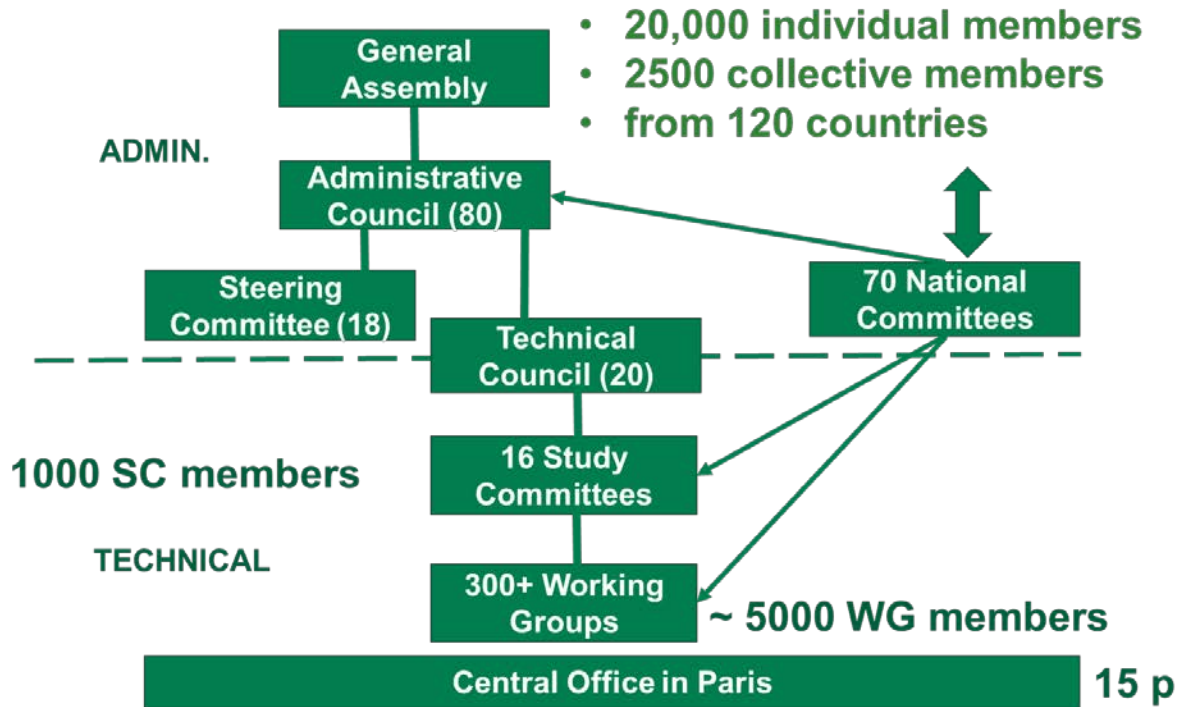 General
Assembly
• 20,000 individual members
• 2500 collective members
• from 120 countries
ADMIN.
Administrative
Council (80)
Steering
Committee (18)
70 National
Committees
Technical
Council (20)
1000 SC members
16 Study
Committees
TECHNICAL
300+ Working
Groups
~ 5000 WG members
Central Office in Paris
15 p